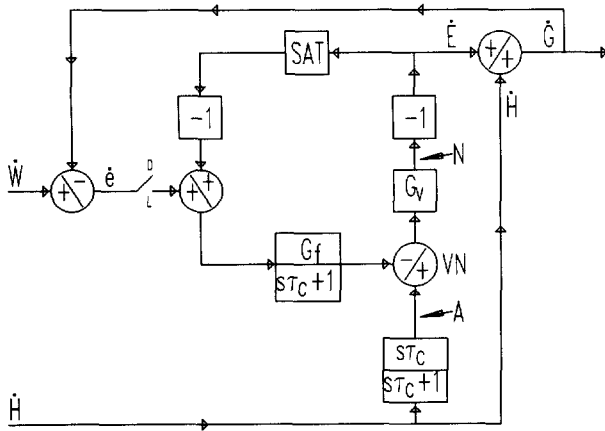 Ė
Ġ
SAT
+
+
Ḣ
-1
-1
N
Ẇ
+
-
ė
D
L
+
+
G_v
G_f
sτ_c+1
-
+
VN
A
sτ_c
sτ_c+1
Ḣ